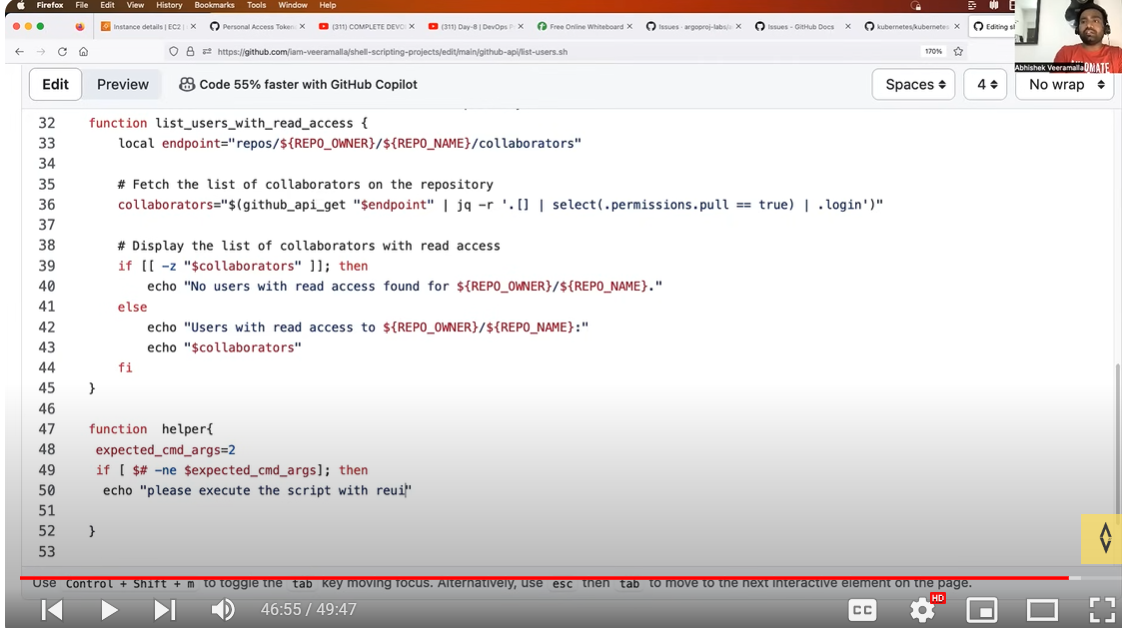 Firefox File Edit View History Bookmarks Tools Window Help
Instance details | EC2 | Personal Access Token (311) COMPLETE DEVO (311) Day-8 | DevOps P Free Online Whiteboard Issues · argoproj-labs/ Issues - GitHub Docs kubernetes/kubernetes Editing s
https://github.com/iam-veeramalla/shell-scripting-projects/edit/main/github-api/list-users.sh 170%
Abhishek Veeramalla
Edit Preview Code 55% faster with GitHub Copilot Spaces 4 No wrap
32 function list_users_with_read_access {
33 local endpoint="repos/${REPO_OWNER}/${REPO_NAME}/collaborators"
34
35 # Fetch the list of collaborators on the repository
36 collaborators="$(github_api_get "$endpoint" | jq -r '.[] | select(.permissions.pull == true) | .login')"
37
38 # Display the list of collaborators with read access
39 if [[ -z "$collaborators" ]]; then
40 echo "No users with read access found for ${REPO_OWNER}/${REPO_NAME}."
41 else
42 echo "Users with read access to ${REPO_OWNER}/${REPO_NAME}:"
43 echo "$collaborators"
44 fi
45 }
46
47 function helper{
48 expected_cmd_args=2
49 if [ $# -ne $expected_cmd_args]; then
50 echo "please execute the script with reui"
51
52 }
53
Use Control + Shift + m to toggle the tab key moving focus. Alternatively, use esc then tab to move to the next interactive element on the page.
46:55 / 49:47 CC HD